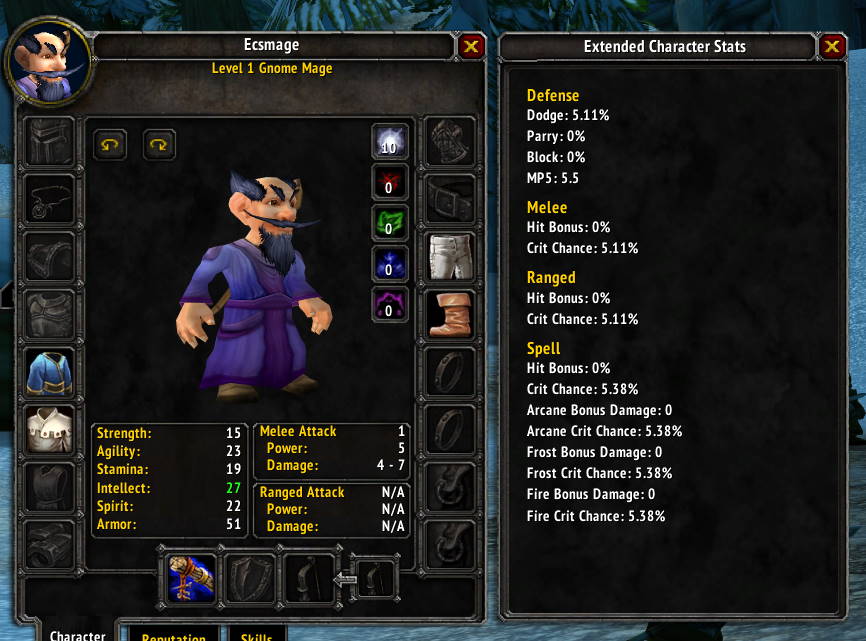 Ecsmage
Level 1 Gnome Mage
10
0
0
0
0
Strength: 15
Agility: 23
Stamina: 19
Intellect: 27
Spirit: 22
Armor: 51
Melee Attack 1
Power: 5
Damage: 4 - 7
Ranged Attack N/A
Power: N/A
Damage: N/A
Character
Reputation
Skills
Extended Character Stats
Defense
Dodge: 5.11%
Parry: 0%
Block: 0%
MP5: 5.5
Melee
Hit Bonus: 0%
Crit Chance: 5.11%
Ranged
Hit Bonus: 0%
Crit Chance: 5.11%
Spell
Hit Bonus: 0%
Crit Chance: 5.38%
Arcane Bonus Damage: 0
Arcane Crit Chance: 5.38%
Frost Bonus Damage: 0
Frost Crit Chance: 5.38%
Fire Bonus Damage: 0
Fire Crit Chance: 5.38%